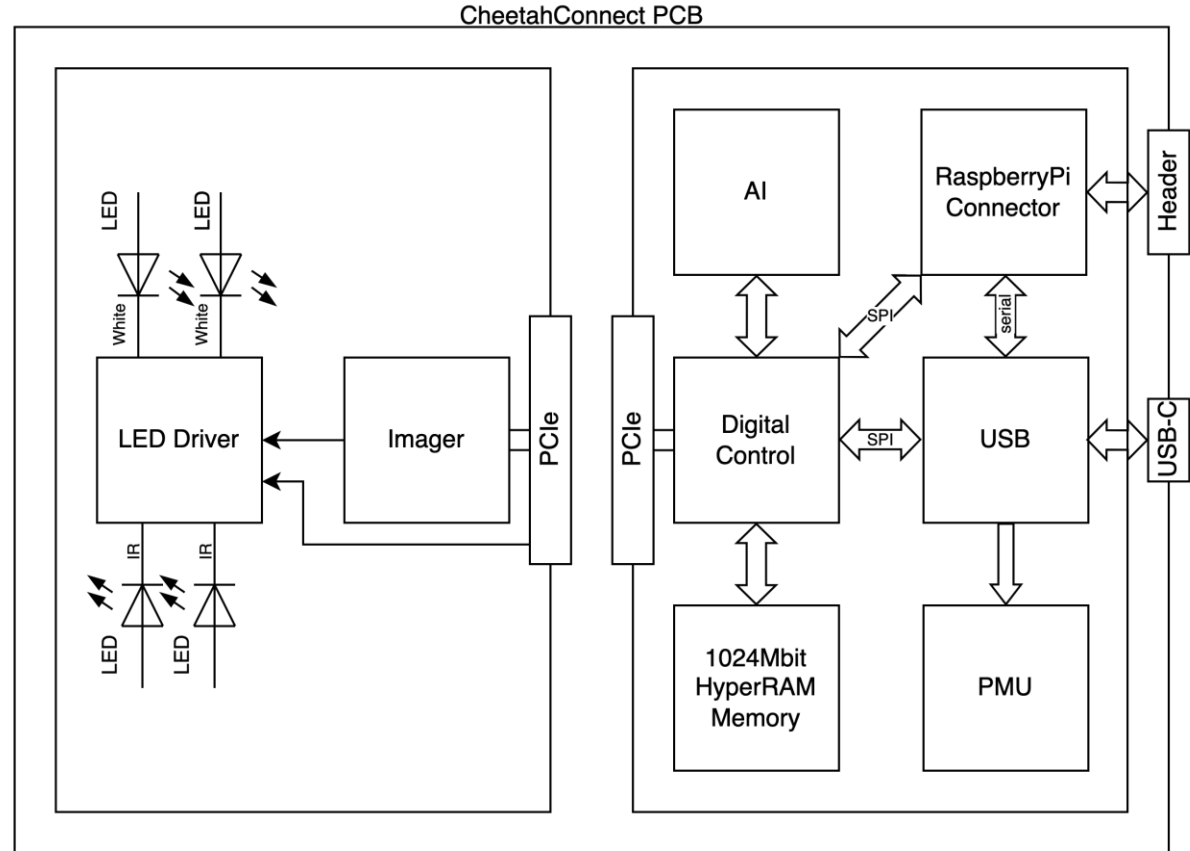 CheetahConnect PCB
LED
LED
White
White
LED Driver
IR
IR
LED
LED
Imager
PCIe
PCIe
AI
RaspberryPi
Connector
Header
SPI
serial
Digital
Control
SPI
USB
USB-C
1024Mbit
HyperRAM
Memory
PMU